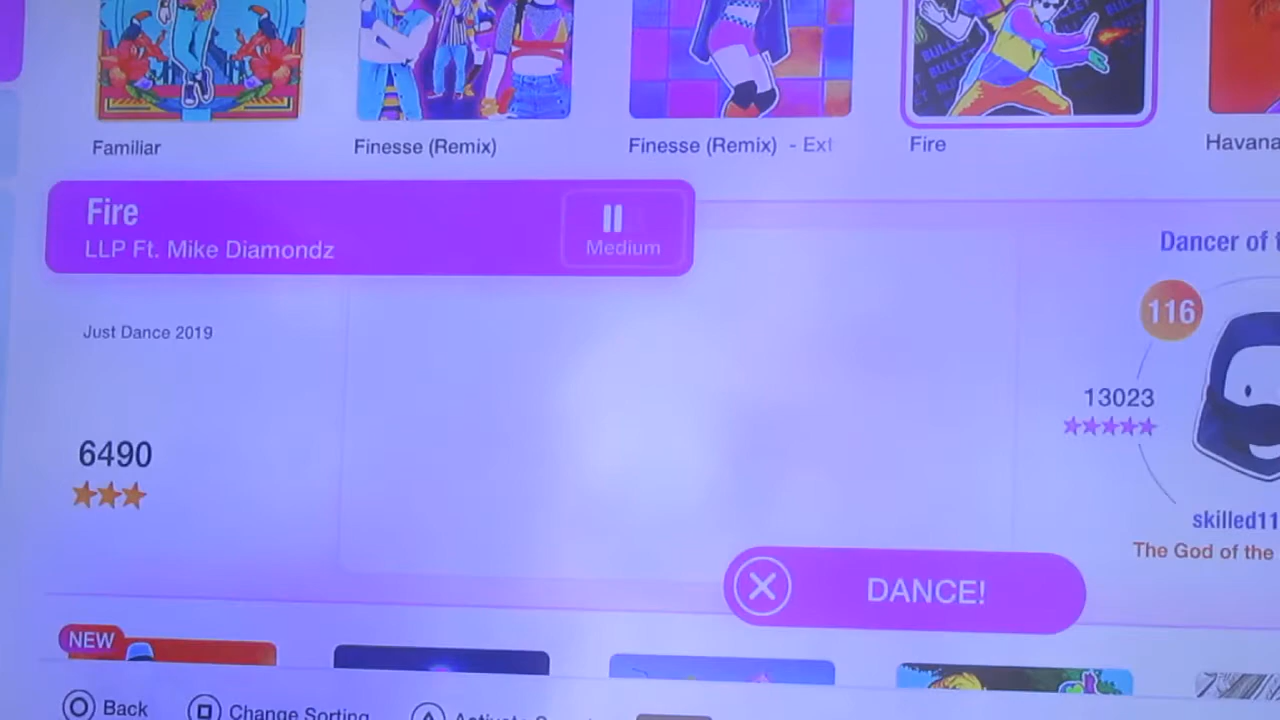 Familiar
Finesse (Remix)
Finesse (Remix) - Ext
Fire
Havana
Fire
LLP Ft. Mike Diamondz
Medium
Dancer of
116
Just Dance 2019
13023
6490
skilled11
The God of the
DANCE!
NEW
Back
Change Sorting